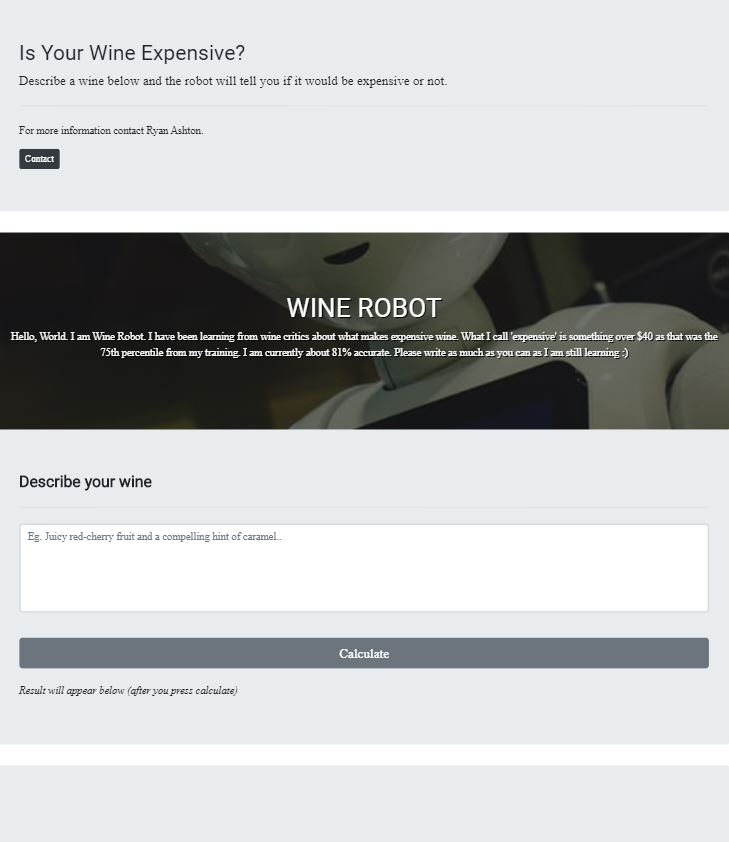 Is Your Wine Expensive?
Describe a wine below and the robot will tell you if it would be expensive or not.
For more information contact Ryan Ashton.
Contact
WINE ROBOT
Hello, World. I am Wine Robot. I have been learning from wine critics about what makes expensive wine. What I call 'expensive' is something over $40 as that was the
75th percentile from my training. I am currently about 81% accurate. Please write as much as you can as I am still learning :)
Describe your wine
Eg. Juicy red-cherry fruit and a compelling hint of caramel..
Calculate
Result will appear below (after you press calculate)